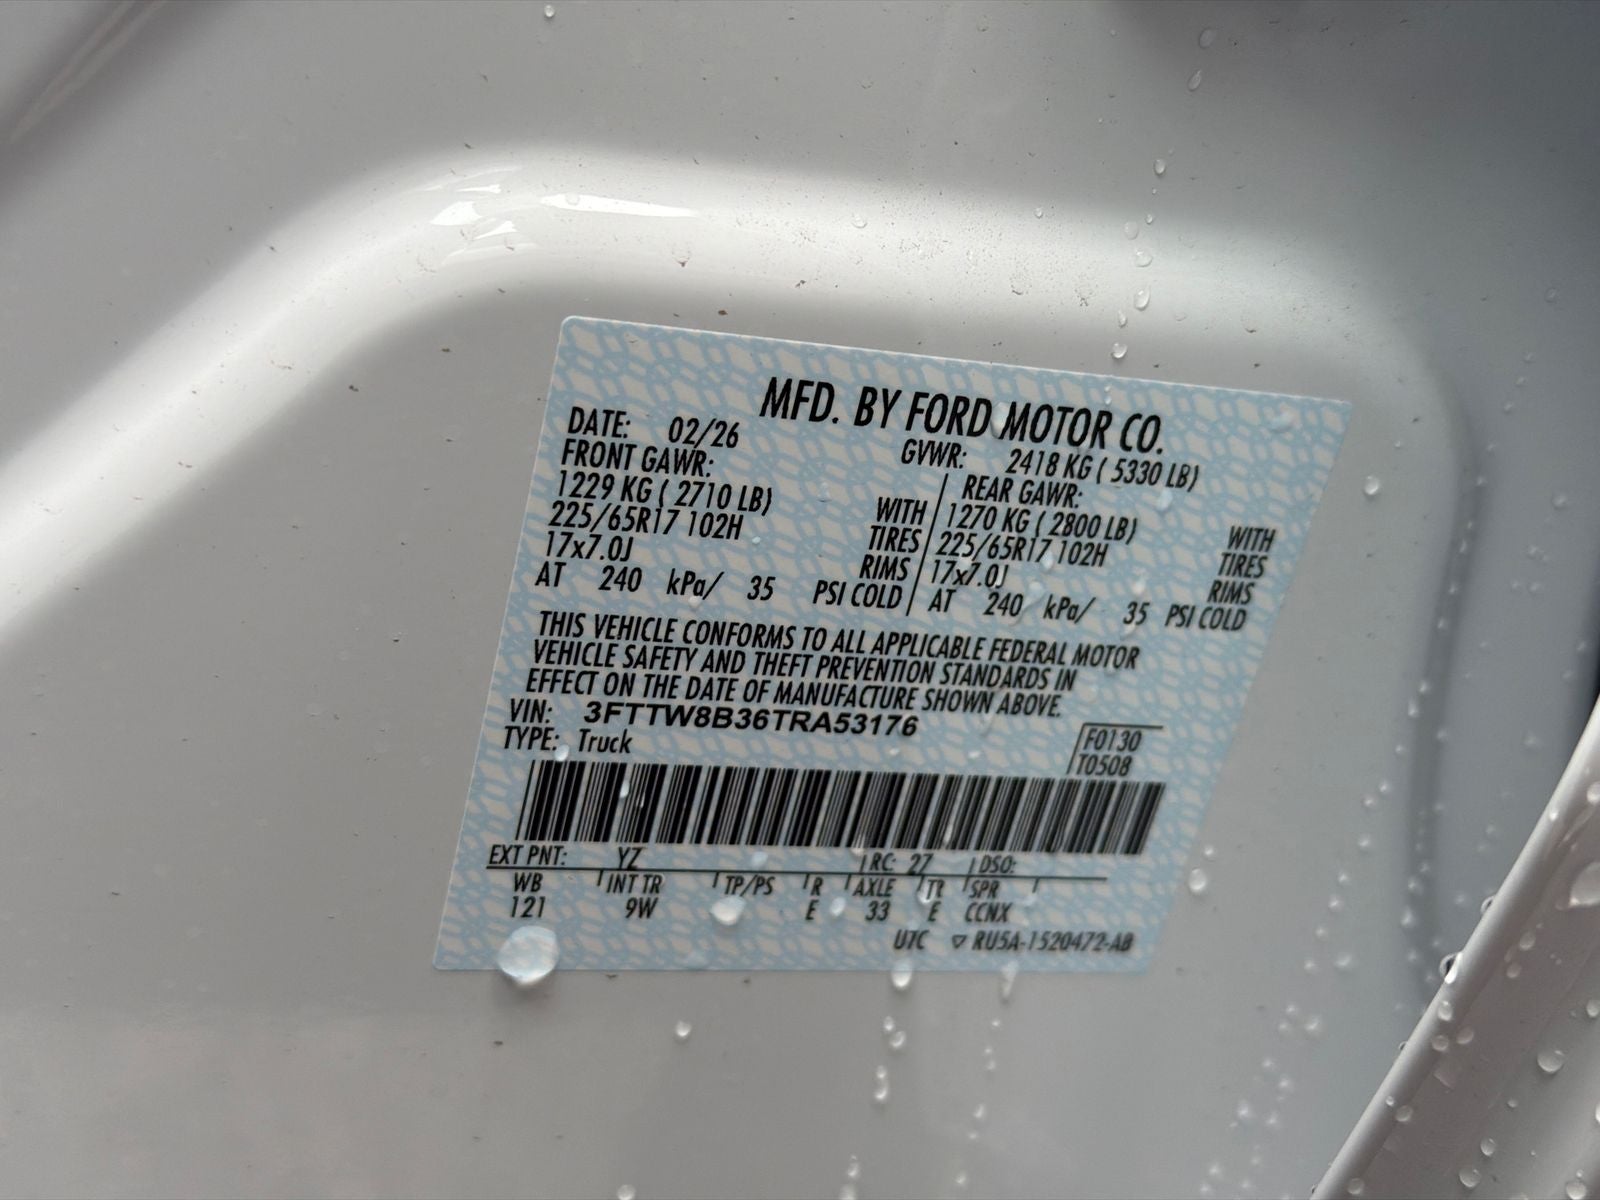 MFD. BY FORD MOTOR CO.
DATE: 02/26 GVWR: 2418 KG ( 5330 LB)
FRONT GAWR: REAR GAWR:
1229 KG ( 2710 LB) WITH 1270 KG ( 2800 LB) WITH
225/65R17 102H TIRES 225/65R17 102H TIRES
17x7.0J RIMS 17x7.0J RIMS
AT 240 kPa/ 35 PSI COLD AT 240 kPa/ 35 PSI COLD
THIS VEHICLE CONFORMS TO ALL APPLICABLE FEDERAL MOTOR
VEHICLE SAFETY AND THEFT PREVENTION STANDARDS IN
EFFECT ON THE DATE OF MANUFACTURE SHOWN ABOVE.
VIN: 3FTTW8B36TRA53176 F0130
TYPE: Truck T0508
EXT PNT: YZ RC: 27 DSO:
WB INT TR TP/PS R AXLE TR SPR
121 9W E 33 E CCNX
UTC ▽ RU5A-1520472-AB